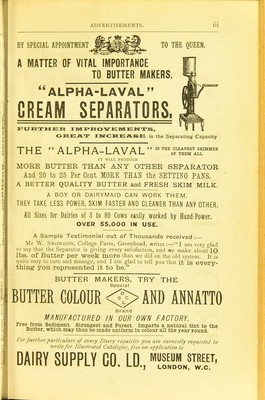 ADVERTISEMENTS.
BY SPECIAL APPOINTMENT TO THE QUEEN.
A MATTER OF VITAL IMPORTANCE
TO BUTTER MAKERS.
"ALPHA-LAVAL"
CREAM SEPARATORS.
FURTHER IMPROVEMENTS,
GREAT INCREASE in the Separating Capacity
THE "ALPHA-LAVAL" IS THE CLEANEST SKIMMER OF THEM ALL.
IT WILL PRODUCE
MORE BUTTER THAN ANY OTHER SEPARATOR
And 20 to 25 Per Cent. MORE THAN the SETTING PANS.
A BETTER QUALITY BUTTER and FRESH SKIM MILK.
A BOY OR DAIRYMAID CAN WORK THEM.
THEY TAKE LESS POWER, SKIM FASTER AND CLEANER THAN ANY OTHER.
All Sizes for Dairies of 3 to 80 Cows easily worked by Hand-Power.
OVER 55,000 IN USE.
A Sample Testimonial out of Thousands received:—
Mr W. College Farm, Greenhead, writes:—"I am very glad
to say that the Separator is giving every satisfaction, and we make about 10
lbs. of Butter per week more than we did on the old system. It is
quite easy to turn and manage, and I am glad to tell you that it is every-
thing you represented it to be."
BUTTER MAKERS, TRY THE
Special
BUTTER COLOUR D.S.C.L. AND ANNATTO
Brand
MANUFACTURED IN OUR OWN FACTORY.
Free from Sediment Strongest and Purest. Imparts a natural tint to the
Butter, which may thus be made uniform in colour all the year round.
For further particulars of every Dairy requisite you are earnestly requested to
write for Illustrated Catalogue, free on application to
DAIRY SUPPLY CO. LD., MUSEUM STREET,
LONDON, W.C.